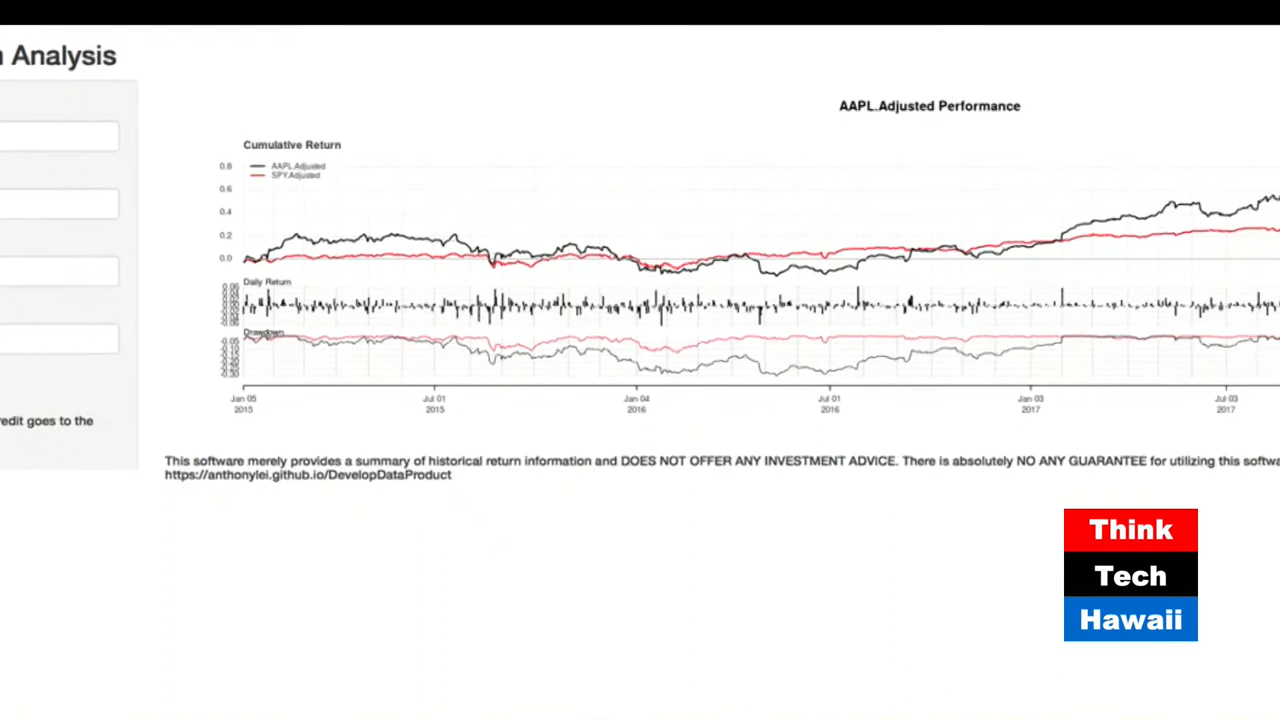 n Analysis
AAPL.Adjusted Performance
Cumulative Return
AAPL.Adjusted
SPY.Adjusted
0.8
0.6
0.4
0.2
0.0
Daily Return
Drawdown
-0.05
-0.30
Jan 05 2015
Jul 01 2015
Jan 04 2016
Jul 01 2016
Jan 03 2017
Jul 03 2017
redit goes to the
This software merely provides a summary of historical return information and DOES NOT OFFER ANY INVESTMENT ADVICE. There is absolutely NO ANY GUARANTEE for utilizing this softwa
https://anthonylei.github.io/DevelopDataProduct
Think
Tech
Hawaii